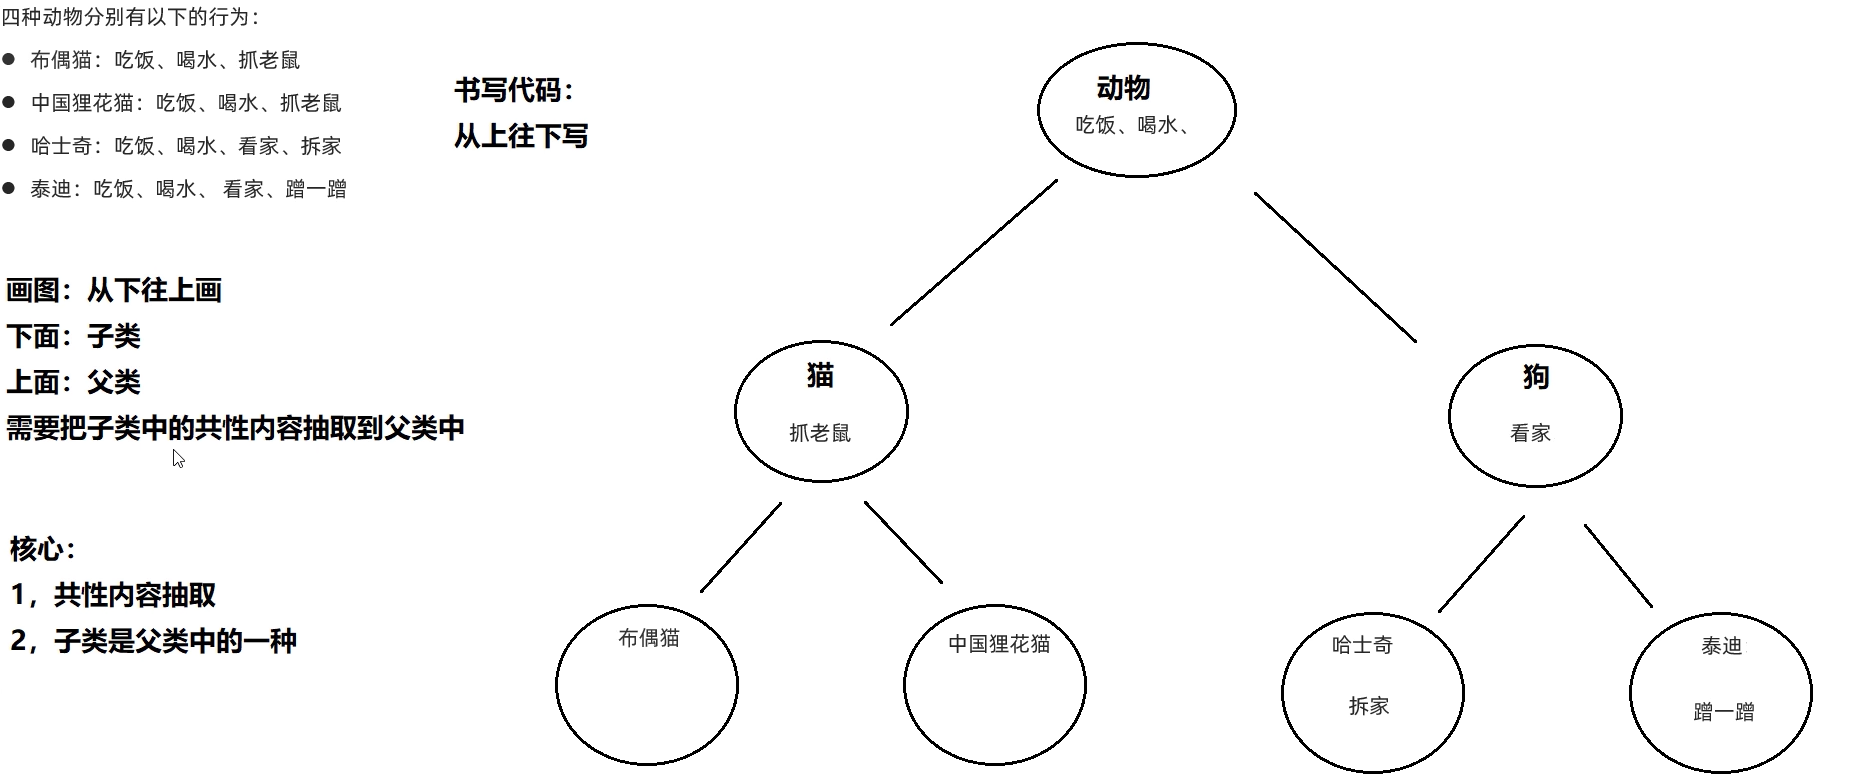 四种动物分别有以下的行为：
● 布偶猫：吃饭、喝水、抓老鼠
● 中国狸花猫：吃饭、喝水、抓老鼠
● 哈士奇：吃饭、喝水、看家、拆家
● 泰迪：吃饭、喝水、 看家、蹭一蹭
书写代码：
从上往下写
画图：从下往上画
下面：子类
上面：父类
需要把子类中的共性内容抽取到父类中
核心：
1，共性内容抽取
2，子类是父类中的一种
动物
吃饭、喝水、
猫
抓老鼠
狗
看家
布偶猫
中国狸花猫
哈士奇
拆家
泰迪
蹭一蹭